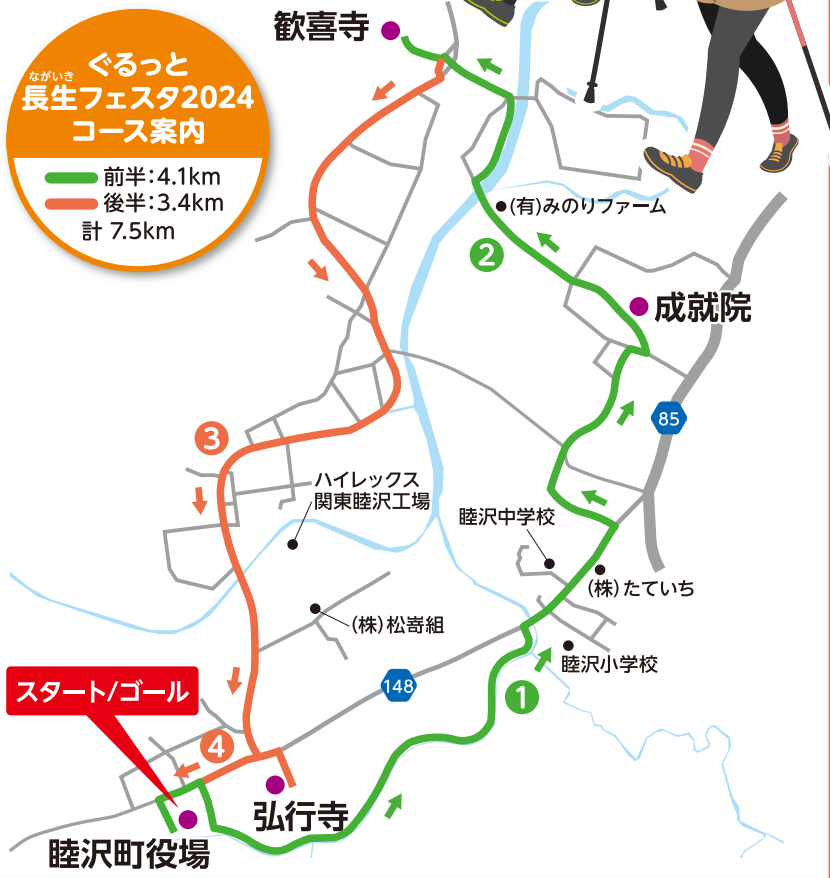 歓喜寺
ぐるっと
ながいき
長生フェスタ2024
コース案内
前半：4.1km
後半：3.4km
計 7.5km
(有)みのりファーム
2
成就院
85
3
ハイレックス
関東睦沢工場
睦沢中学校
(株)たていち
(株)松嵜組
睦沢小学校
148
1
スタート/ゴール
4
弘行寺
睦沢町役場